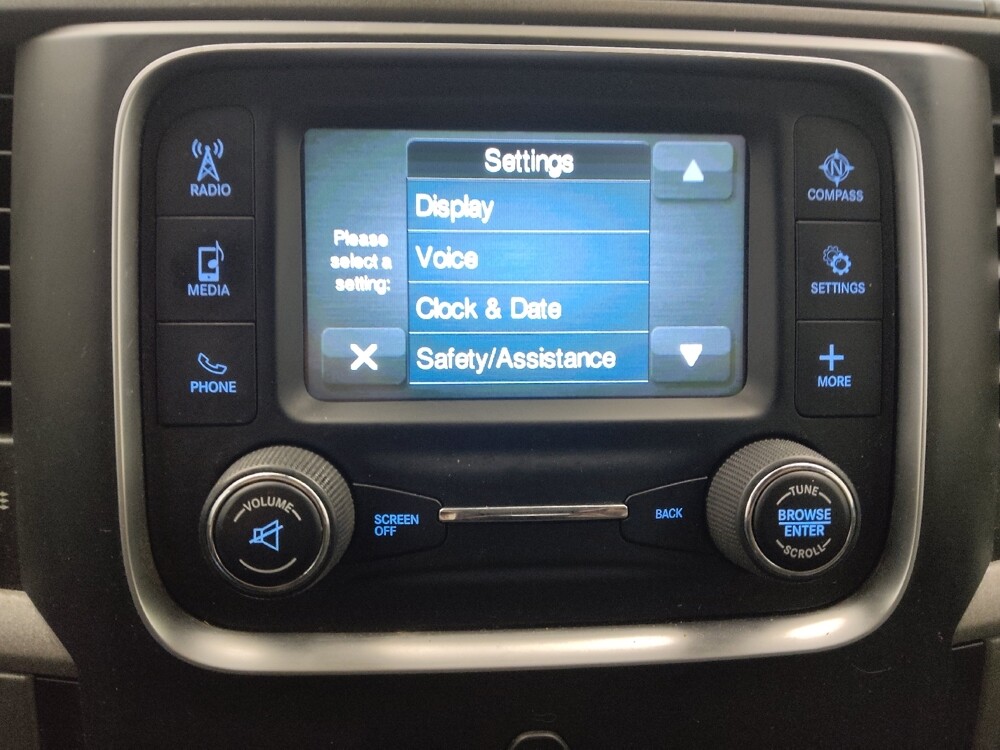 RADIO
MEDIA
PHONE
Settings
Display
Voice
Clock & Date
Safety/Assistance
Please
select a
setting:
N
COMPASS
SETTINGS
MORE
VOLUME
SCREEN
OFF
BACK
TUNE
BROWSE
ENTER
SCROLL